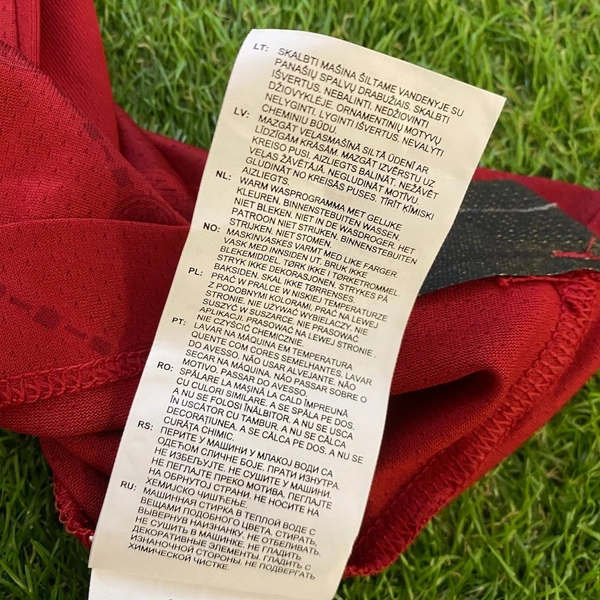 LT: SKALBTI MAŠINA ŠILTAME VANDENYJE SU
PANAŠIŲ SPALVŲ DRABUŽIAIS. SKALBTI
IŠVERTUS. NEBALINTI. NEDŽIOVINTI
DŽIOVYKLĖJE. ORNAMENTINIŲ MOTYVŲ
NELYGINTI. LYGINTI IŠVERTUS. NEVALYTI
CHEMINIU BŪDU.
LV: MAZGĀT VEĻASMAŠĪNĀ SILTĀ ŪDENĪ AR
LĪDZĪGĀM KRĀSĀM. MAZGĀT IZVĒRSTU UZ
KREISO PUSI. AIZLIEGTS BALINĀT. NEŽĀVĒT
VEĻAS ŽĀVĒTĀJĀ. NEGLUDINĀT MOTĪVU.
GLUDINĀT NO KREISĀS PUSES. TĪRĪT ĶĪMISKI
AIZLIEGTS.
NL: WARM WASPROGRAMMA MET GELIJKE
KLEUREN. BINNENSTEBUITEN WASSEN.
NIET BLEKEN. NIET IN DE WASDROGER. HET
PATROON NIET STRIJKEN. BINNENSTEBUITEN
STRIJKEN. NIET STOMEN.
NO: MASKINVASKES VARMT MED LIKE FARGER.
VASK MED INNSIDEN UT. BRUK IKKE
BLEKEMIDDEL. TØRK IKKE I TØRKETROMMEL.
STRYK IKKE DEKORASJONEN. STRYKES PÅ
BAKSIDEN. SKAL IKKE TØRRENSES.
PL: PRAĆ W PRALCE W NISKIEJ TEMPERATURZE
Z PODOBNYMI KOLORAMI. PRAĆ NA LEWEJ
STRONIE. NIE UŻYWAĆ WYBIELACZY. NIE
SUSZYĆ W SUSZARCE. NIE PRASOWAĆ
APLIKACJI. PRASOWAĆ NA LEWEJ STRONIE.
NIE CZYŚCIĆ CHEMICZNIE.
PT: LAVAR NA MÁQUINA EM TEMPERATURA
QUENTE COM CORES SEMELHANTES. LAVAR
DO AVESSO. NÃO USAR ALVEJANTE. NÃO
SECAR NA MÁQUINA. NÃO PASSAR SOBRE O
MOTIVO. PASSAR DO AVESSO.
RO: SPĂLARE LA MAȘINĂ LA CALD ÎMPREUNĂ
CU CULORI SIMILARE. A SE SPĂLA PE DOS.
A NU SE FOLOSI ÎNĂLBITOR. A NU SE USCA
ÎN USCĂTOR CU TAMBUR. A NU SE CĂLCA
DECORAȚIUNEA. A SE CĂLCA PE DOS. A NU SE
CURĂȚA CHIMIC.
RS: ПЕРИТЕ У МАШИНИ У МЛАКОЈ ВОДИ СА
ОДЕЋОМ СЛИЧНЕ БОЈЕ. ПРАТИ ИЗНУТРА.
НЕ ИЗБЕЉУЈТЕ. НЕ СУШИТЕ У МАШИНИ.
НЕ ПЕГЛАЈТЕ ПРЕКО МОТИВА. ПЕГЛАЈТЕ
НА ОБРНУТОЈ СТРАНИ. НЕ НОСИТЕ НА
ХЕМИЈСКО ЧИШЋЕЊЕ.
RU: МАШИННАЯ СТИРКА В ТЕПЛОЙ ВОДЕ С
ВЕЩАМИ ПОДОБНОГО ЦВЕТА. СТИРАТЬ,
ВЫВЕРНУВ НАИЗНАНКУ. НЕ ОТБЕЛИВАТЬ.
НЕ СУШИТЬ В МАШИНКЕ. НЕ ГЛАДИТЬ
ДЕКОРАТИВНЫЕ ЭЛЕМЕНТЫ. ГЛАДИТЬ С
ИЗНАНОЧНОЙ СТОРОНЫ. НЕ ПОДВЕРГАТЬ
ХИМИЧЕСКОЙ ЧИСТКЕ.